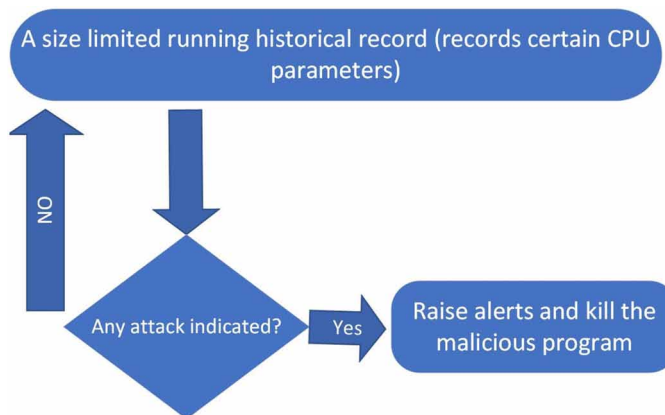 A size limited running historical record (records certain CPU
parameters)
NO
Any attack indicated?
Yes
Raise alerts and kill the
malicious program